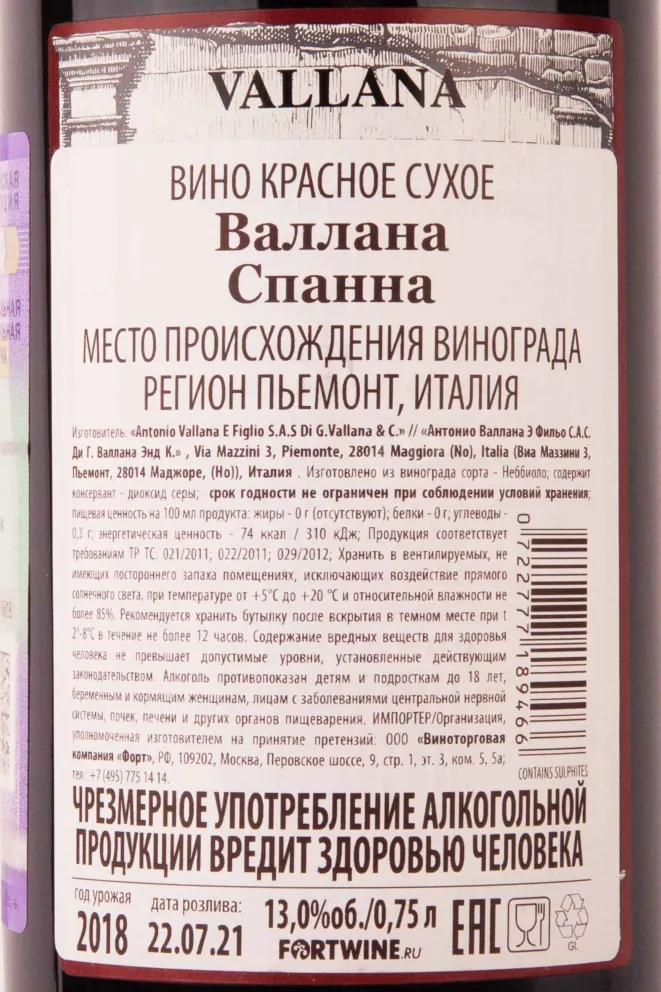 VALLANA
ВИНО КРАСНОЕ СУХОЕ
Валлана
Спанна
МЕСТО ПРОИСХОЖДЕНИЯ ВИНОГРАДА
РЕГИОН ПЬЕМОНТ, ИТАЛИЯ
Изготовитель: «Antonio Vallana E Figlio S.A.S Di G.Vallana & C.» // «Антонио Валлана Э Фильо С.А.С.
Ди Г. Валлана Энд К.» , Via Mazzini 3, Piemonte, 28014 Maggiora (No), Italia (Виа Маззини 3,
Пьемонт, 28014 Маджоре, (Но)), Италия . Изготовлено из винограда сорта - Неббиоло; содержит
консервант - диоксид серы; срок годности не ограничен при соблюдении условий хранения;
пищевая ценность на 100 мл продукта: жиры - 0 г (отсутствуют); белки - 0 г; углеводы -
0,3 г; энергетическая ценность - 74 ккал / 310 кДж; Продукция соответствует
требованиям ТР ТС: 021/2011; 022/2011; 029/2012; Хранить в вентилируемых, не
имеющих постороннего запаха помещениях, исключающих воздействие прямого
солнечного света, при температуре от +5°C до +20 °C и относительной влажности не
более 85%. Рекомендуется хранить бутылку после вскрытия в темном месте при t
2°-8°C в течение не более 12 часов. Содержание вредных веществ для здоровья
человека не превышает допустимые уровни, установленные действующим
законодательством. Алкоголь противопоказан детям и подросткам до 18 лет,
беременным и кормящим женщинам, лицам с заболеваниями центральной нервной
системы, почек, печени и других органов пищеварения. ИМПОРТЕР/Организация,
уполномоченная изготовителем на принятие претензий: ООО «Виноторговая
компания «Форт», РФ, 109202, Москва, Перовское шоссе, 9, стр. 1, эт. 3, ком. 5, 5а;
тел.: +7 (495) 775 14 14.
0 722777 189466
CONTAINS SULPHITES
ЧРЕЗМЕРНОЕ УПОТРЕБЛЕНИЕ АЛКОГОЛЬНОЙ
ПРОДУКЦИИ ВРЕДИТ ЗДОРОВЬЮ ЧЕЛОВЕКА
год урожая
2018
дата розлива:
22.07.21
13,0%об./0,75 л
FORTWINE.RU
EAC
GL